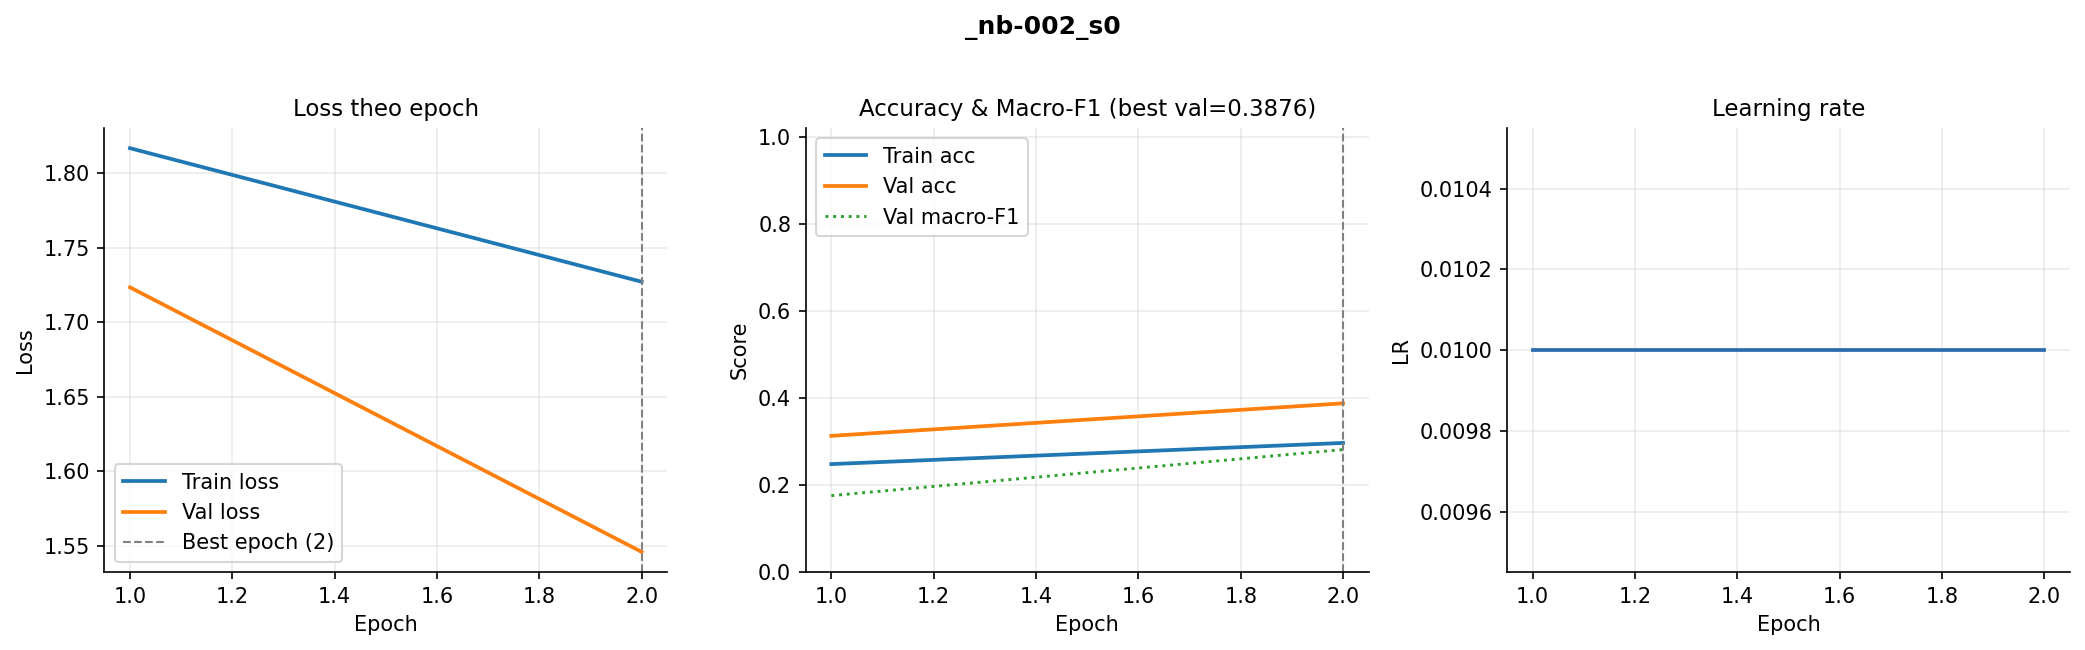 _nb-002_s0
Loss theo epoch
Loss
1.80
1.75
1.70
1.65
1.60
1.55
Train loss
Val loss
Best epoch (2)
1.0 1.2 1.4 1.6 1.8 2.0
Epoch
Accuracy & Macro-F1 (best val=0.3876)
Score
1.0
0.8
0.6
0.4
0.2
0.0
Train acc
Val acc
Val macro-F1
1.0 1.2 1.4 1.6 1.8 2.0
Epoch
Learning rate
LR
0.0104
0.0102
0.0100
0.0098
0.0096
1.0 1.2 1.4 1.6 1.8 2.0
Epoch